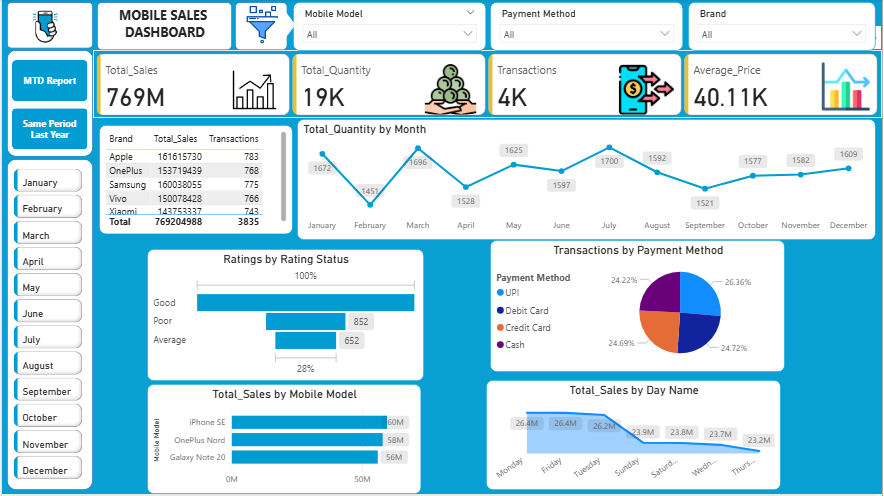 MOBILE SALES
DASHBOARD
Mobile Model
All
Payment Method
All
Brand
All
MTD Report
Same Period
Last Year
Total_Sales
769M
Total_Quantity
19K
Transactions
4K
Average_Price
40.11K
January
February
March
April
May
June
July
August
September
October
November
December
Brand Total_Sales Transactions
Apple 161615730 783
OnePlus 153719439 768
Samsung 160038055 775
Vivo 150078428 766
Xiaomi 143753337 743
Total 769204988 3835
Total_Quantity by Month
1672 1451 1696 1528 1625 1597 1700 1592 1521 1577 1582 1609
January February March April May June July August September October November December
Ratings by Rating Status
100%
Good
Poor 852
Average 652
28%
Transactions by Payment Method
Payment Method
UPI
Debit Card
Credit Card
Cash
24.22% 26.36%
24.69% 24.72%
Total_Sales by Mobile Model
Mobile Model
iPhone SE 60M
OnePlus Nord 58M
Galaxy Note 20 56M
0M 50M
Total_Sales by Day Name
26.4M 26.4M 26.2M 23.9M 23.8M 23.7M 23.2M
Monday Friday Tuesday Sunday Saturd... Wedn... Thurs...